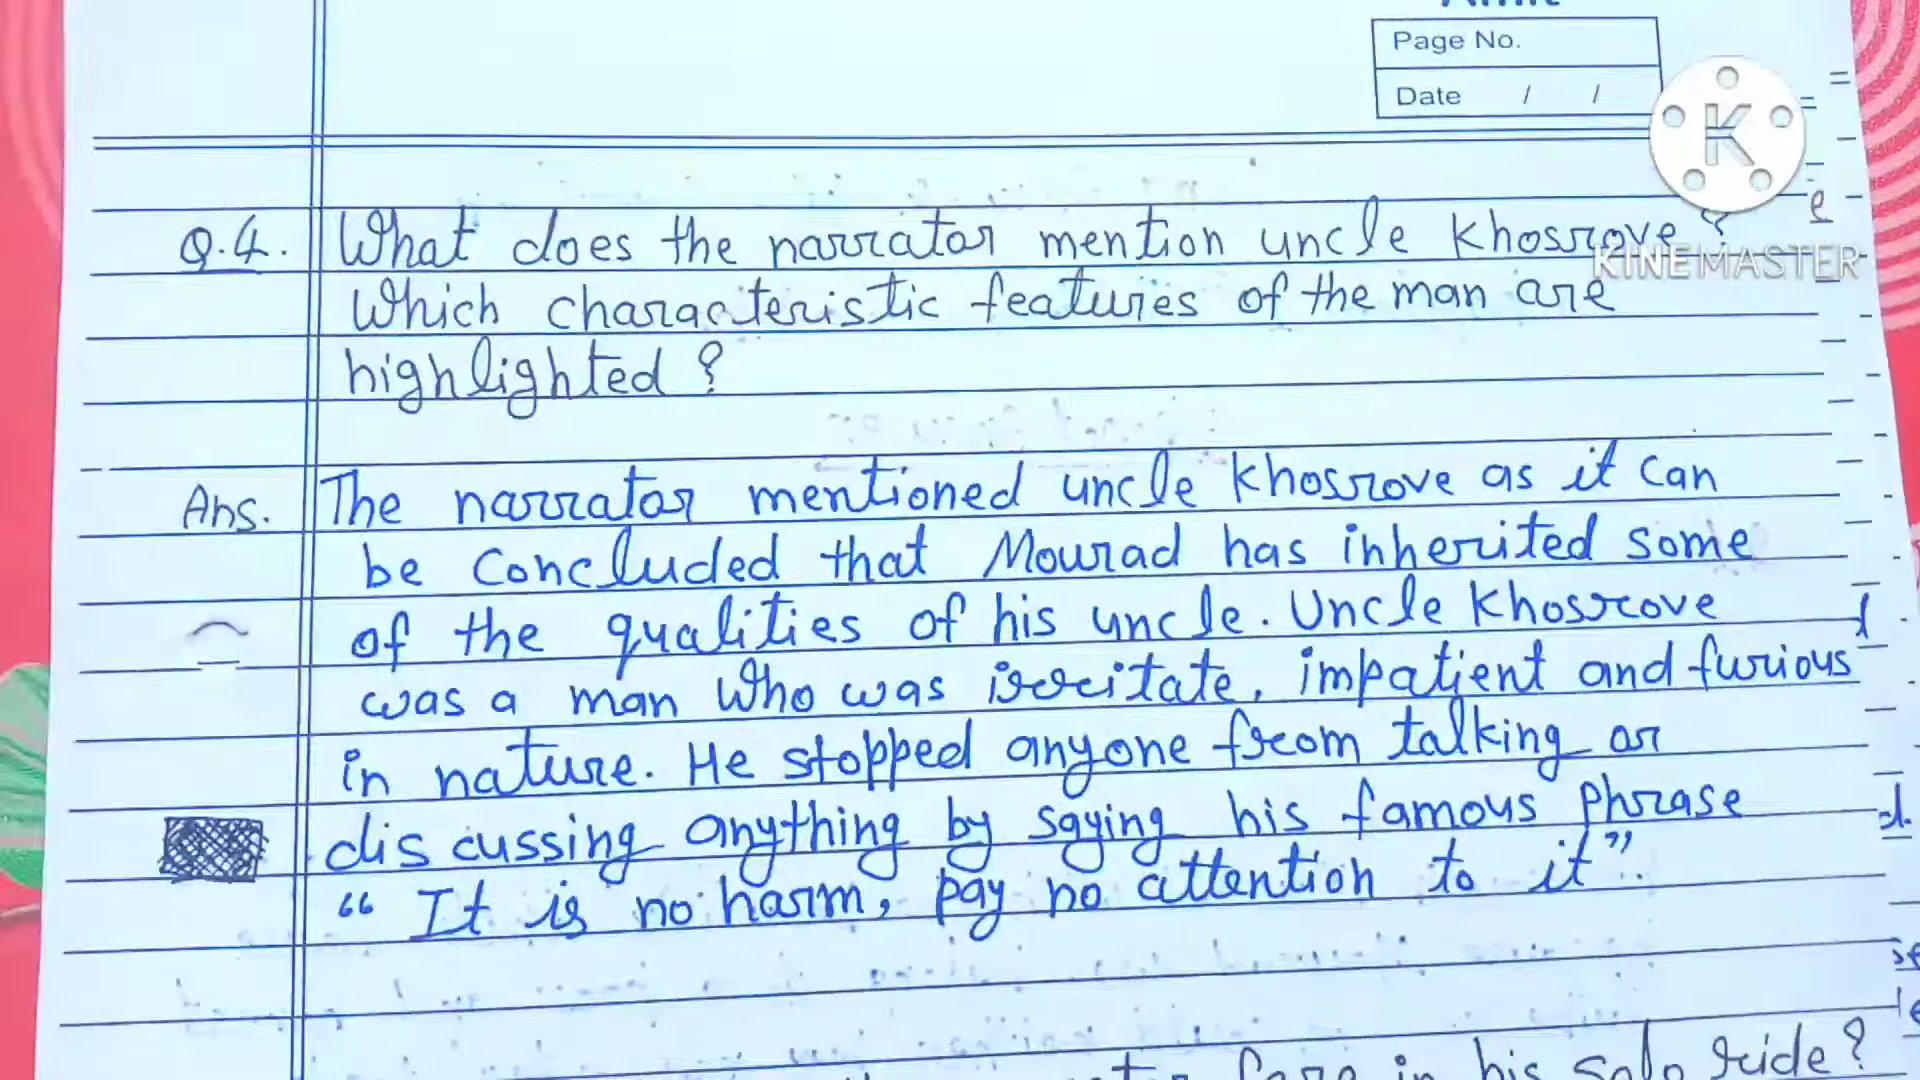 Page No.
Date / /
Q.4. What does the narrator mention uncle Khosrove?
KINEMASTER
Which characteristic features of the man are
highlighted?
Ans. The narrator mentioned uncle Khosrove as it can
be concluded that Mourad has inherited some
of the qualities of his uncle. Uncle Khosrove
was a man who was irritate, impatient and furious
in nature. He stopped anyone from talking or
discussing anything by saying his famous phrase
“It is no harm, pay no attention to it”.
in his solo ride?